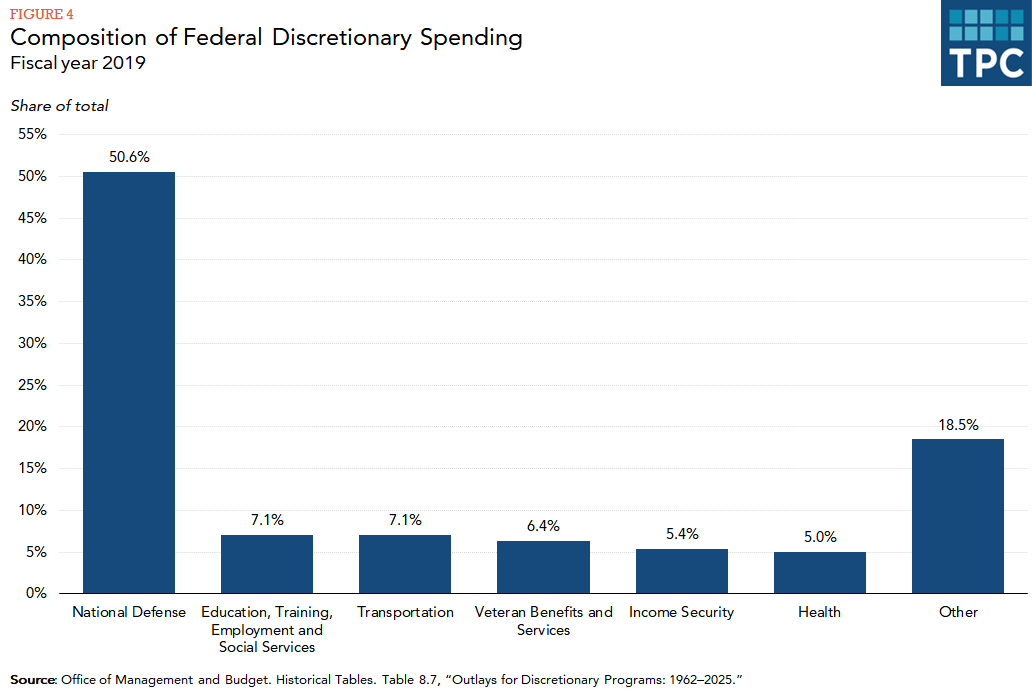 FIGURE 4
Composition of Federal Discretionary Spending
Fiscal year 2019
TPC
Share of total
55%
50%
45%
40%
35%
30%
25%
20%
15%
10%
5%
0%
50.6%
7.1%
7.1%
6.4%
5.4%
5.0%
18.5%
National Defense
Education, Training,
Employment and
Social Services
Transportation
Veteran Benefits and
Services
Income Security
Health
Other
Source: Office of Management and Budget. Historical Tables. Table 8.7, “Outlays for Discretionary Programs: 1962–2025.”